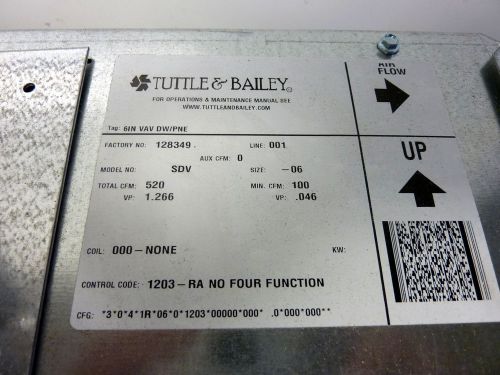 TUTTLE & BAILEY
FOR OPERATIONS & MAINTENANCE MANUAL SEE
WWW.TUTTLEANDBAILEY.COM
AIR
FLOW
Tag: 6IN VAV DW/PNE
FACTORY NO: 128349. LINE: 001
AUX CFM: 0
MODEL NO: SDV SIZE: -06
TOTAL CFM: 520 MIN. CFM: 100
VP: 1.266 VP: .046
UP
COIL: 000-NONE KW:
CONTROL CODE: 1203-RA NO FOUR FUNCTION
CFG: *3*0*4*1R*06*0*1203*00000*000* .0*000*000**